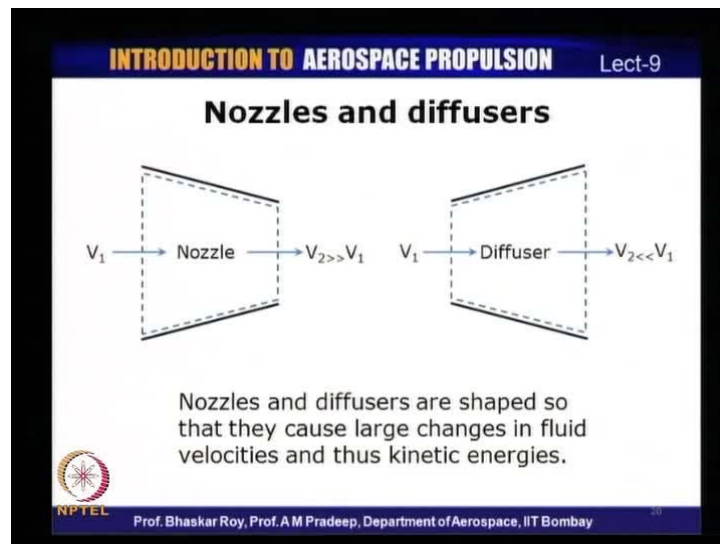 INTRODUCTION TO AEROSPACE PROPULSION Lect-9
Nozzles and diffusers
V₁ Nozzle V₂>>V₁ V₁ Diffuser V₂<<V₁
Nozzles and diffusers are shaped so
that they cause large changes in fluid
velocities and thus kinetic energies.
NPTEL
Prof. Bhaskar Roy, Prof. A M Pradeep, Department of Aerospace, IIT Bombay
20